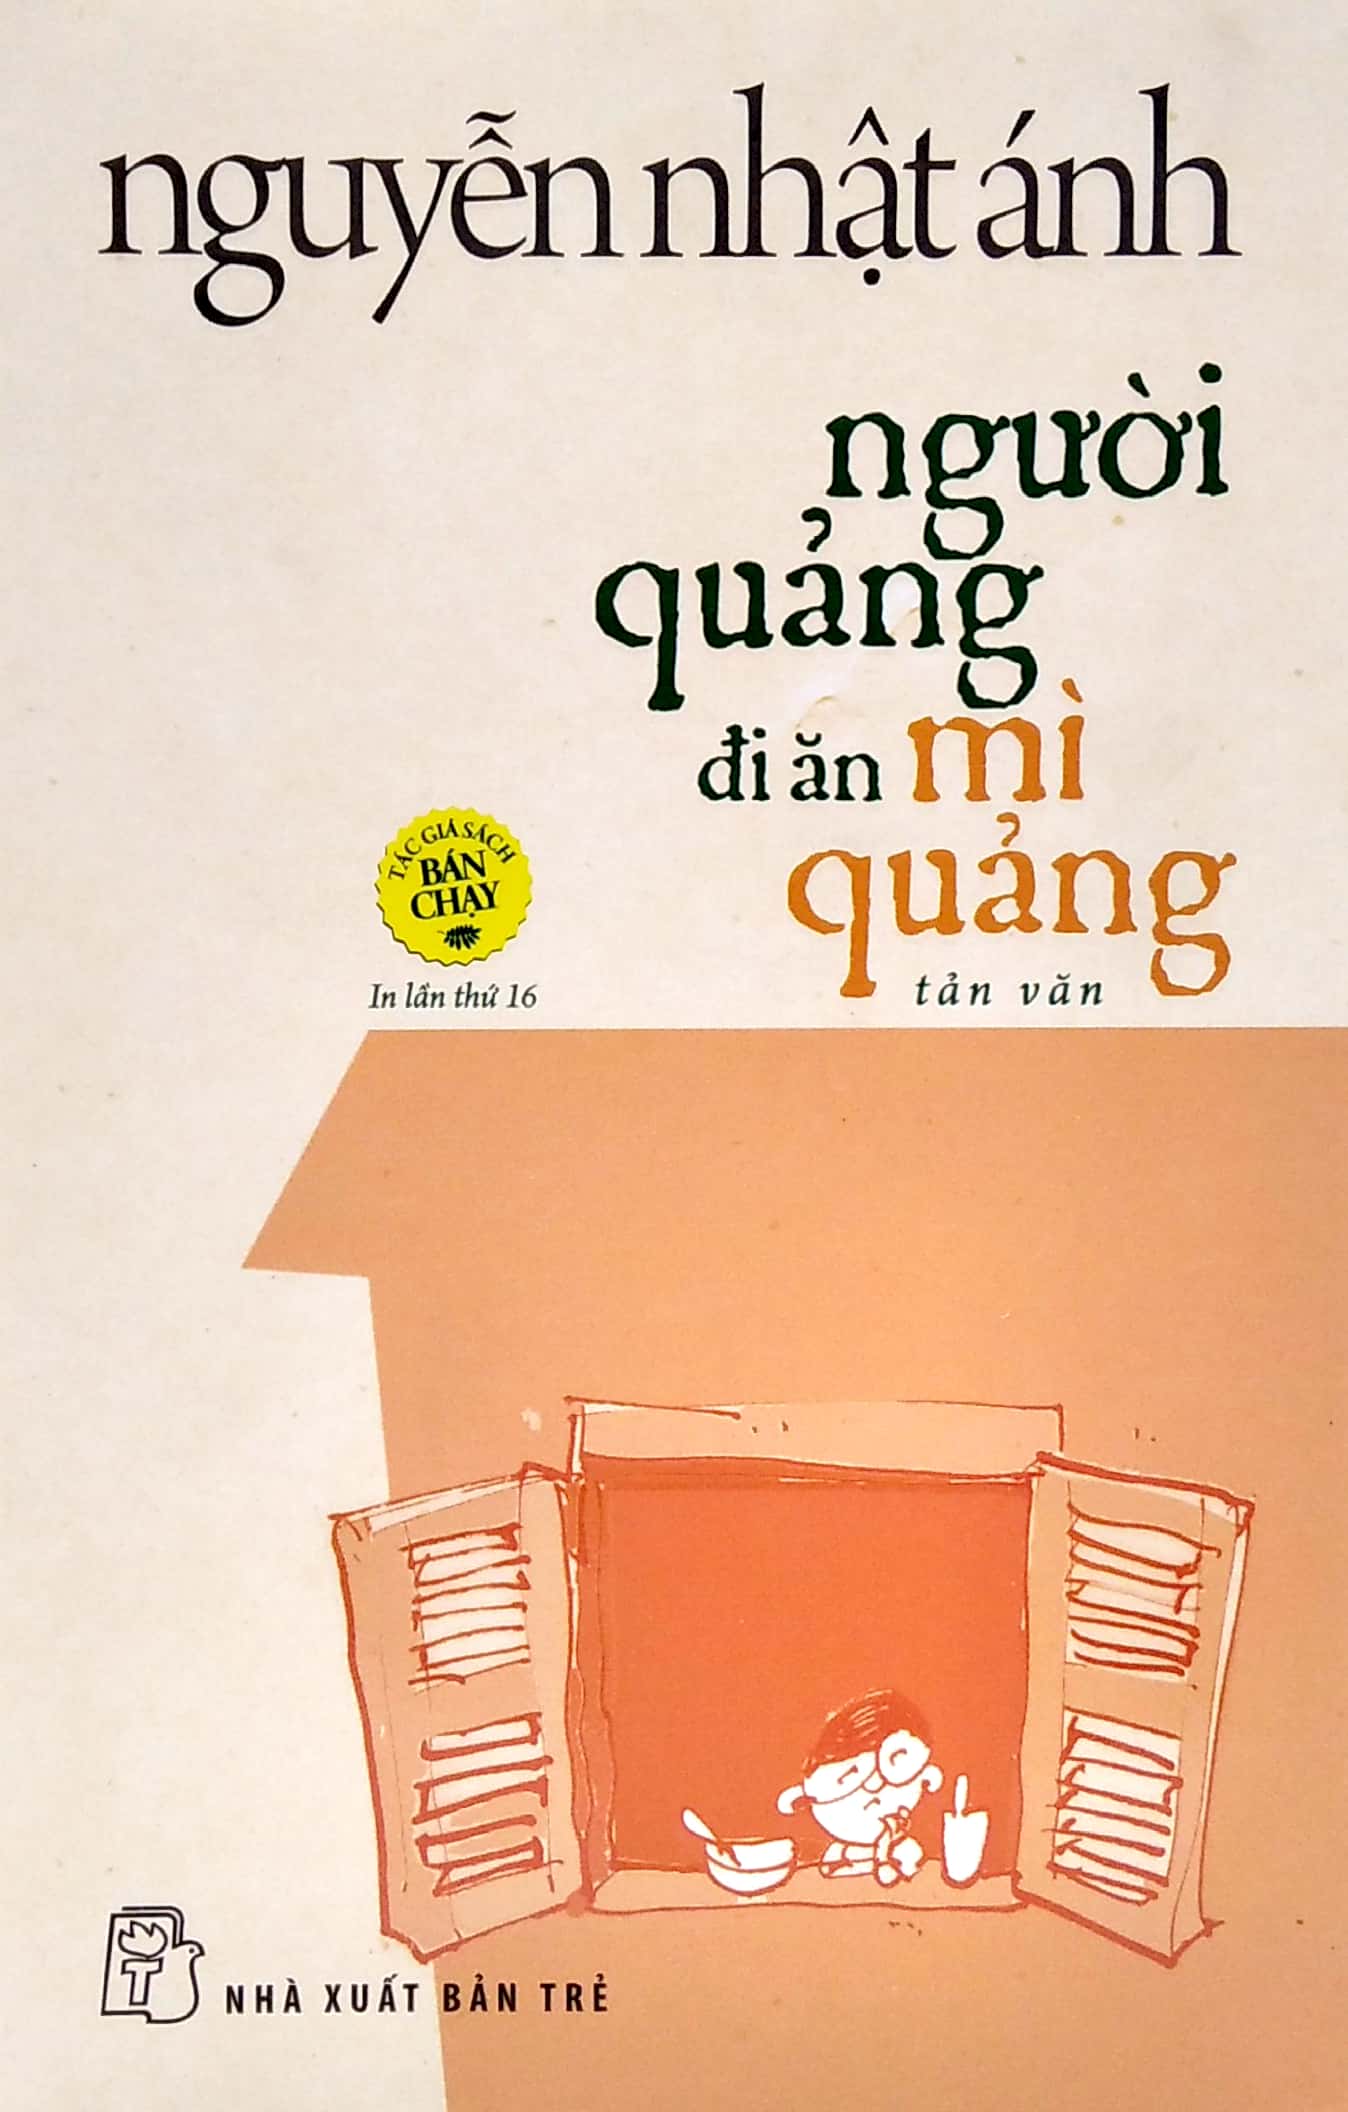 nguyễn nhật ánh
người
quảng
đi ăn mì
quảng
tản văn
TÁC GIẢ SÁCH
BÁN
CHẠY
In lần thứ 16
T
NHÀ XUẤT BẢN TRẺ